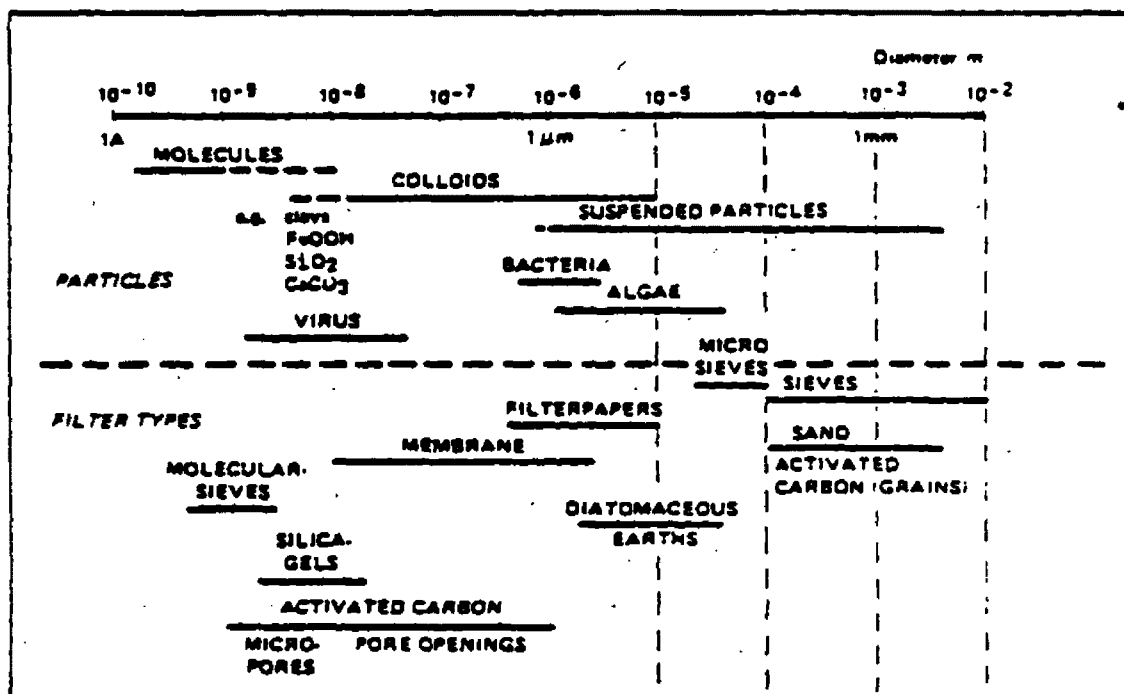 Diameter m
10-10 10-9 10-8 10-7 10-6 10-5 10-4 10-3 10-2
1A 1 µm 1mm
MOLECULES
COLLOIDS
SUSPENDED PARTICLES
e.g.
FeOOH
SiO2
CaCO3
BACTERIA
PARTICLES
ALGAE
VIRUS
MICRO
SIEVES
SIEVES
FILTER TYPES
FILTERPAPERS
SAND
MEMBRANE
ACTIVATED
CARBON (GRAINS)
MOLECULAR-
SIEVES
DIATOMACEOUS
EARTHS
SILICA-
GELS
ACTIVATED CARBON
MICRO- PORE OPENINGS
PORES